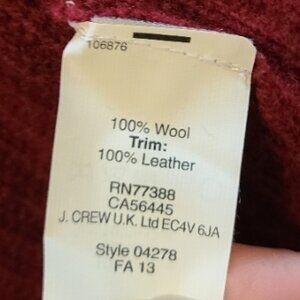 106876
100% Wool
Trim:
100% Leather
RN77388
CA56445
J. CREW U.K. Ltd EC4V 6JA
Style 04278
FA 13